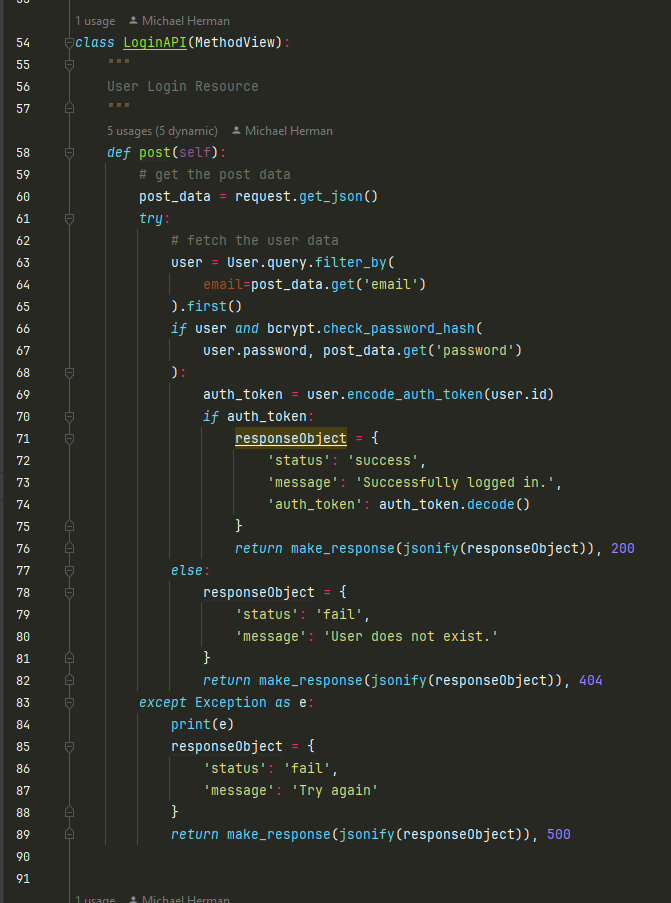 1 usage Michael Herman
54 class LoginAPI(MethodView):
55 """
56 User Login Resource
57 """
5 usages (5 dynamic) Michael Herman
58 def post(self):
59 # get the post data
60 post_data = request.get_json()
61 try:
62 # fetch the user data
63 user = User.query.filter_by(
64 email=post_data.get('email')
65 ).first()
66 if user and bcrypt.check_password_hash(
67 user.password, post_data.get('password')
68 ):
69 auth_token = user.encode_auth_token(user.id)
70 if auth_token:
71 responseObject = {
72 'status': 'success',
73 'message': 'Successfully logged in.',
74 'auth_token': auth_token.decode()
75 }
76 return make_response(jsonify(responseObject)), 200
77 else:
78 responseObject = {
79 'status': 'fail',
80 'message': 'User does not exist.'
81 }
82 return make_response(jsonify(responseObject)), 404
83 except Exception as e:
84 print(e)
85 responseObject = {
86 'status': 'fail',
87 'message': 'Try again'
88 }
89 return make_response(jsonify(responseObject)), 500
90
91
1 usage Michael Herman